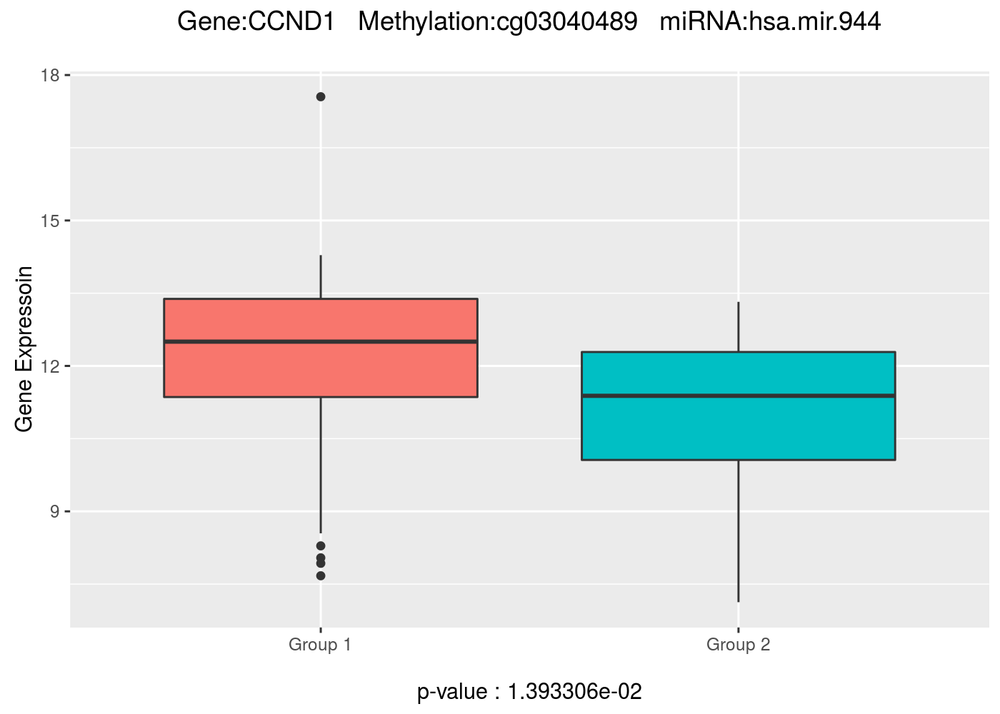 Gene:CCND1   Methylation:cg03040489   miRNA:hsa.mir.944
18
15
12
9
Gene Expressoin
Group 1
Group 2
p-value : 1.393306e-02